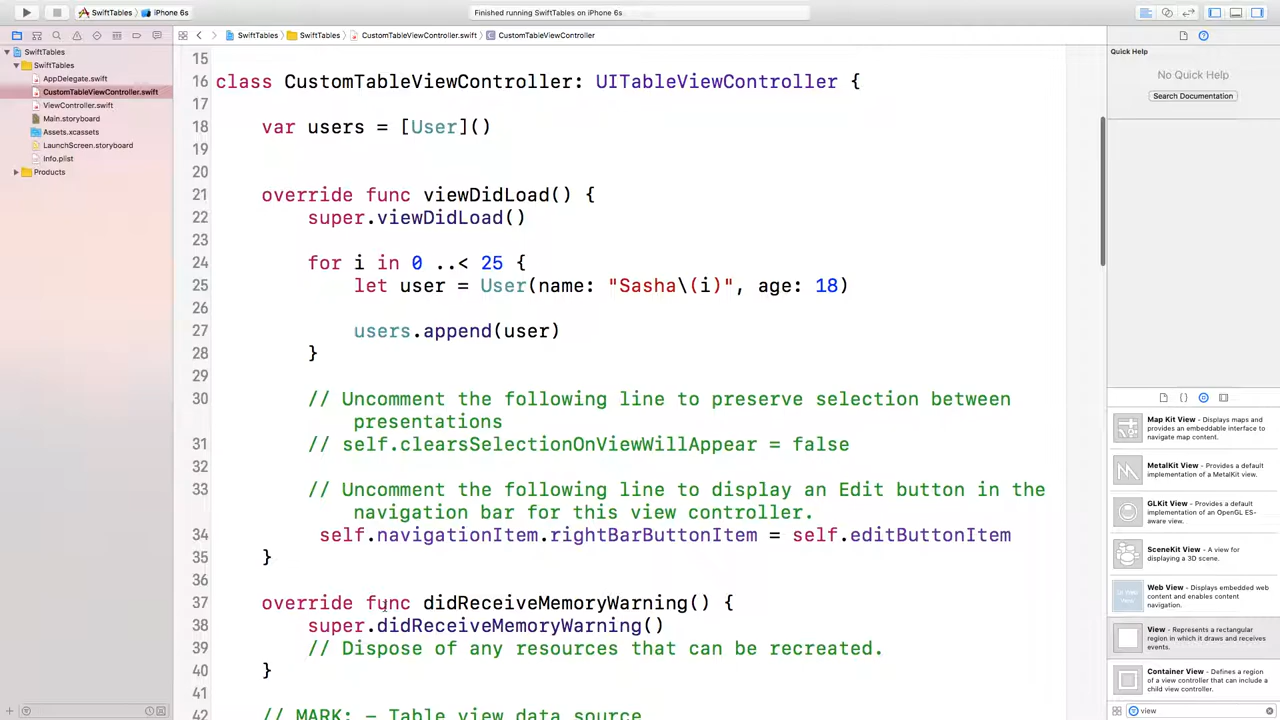 SwiftTables iPhone 6s
Finished running SwiftTables on iPhone 6s
SwiftTables SwiftTables CustomTableViewController.swift CustomTableViewController
SwiftTables
SwiftTables
AppDelegate.swift
CustomTableViewController.swift
ViewController.swift
Main.storyboard
Assets.xcassets
LaunchScreen.storyboard
Info.plist
Products
15
16 class CustomTableViewController: UITableViewController {
17
18 var users = [User]()
19
20
21 override func viewDidLoad() {
22 super.viewDidLoad()
23
24 for i in 0 ..< 25 {
25 let user = User(name: "Sasha\(i)", age: 18)
26
27 users.append(user)
28 }
29
30 // Uncomment the following line to preserve selection between
presentations
31 // self.clearsSelectionOnViewWillAppear = false
32
33 // Uncomment the following line to display an Edit button in the
navigation bar for this view controller.
34 self.navigationItem.rightBarButtonItem = self.editButtonItem
35 }
36
37 override func didReceiveMemoryWarning() {
38 super.didReceiveMemoryWarning()
39 // Dispose of any resources that can be recreated.
40 }
41
42 // MARK: - Table view data source
Quick Help
No Quick Help
Search Documentation
Map Kit View - Displays maps and
provides an embeddable interface to
navigate map content.
MetalKit View - Provides a default
implementation of a MetalKit view.
GLKit View - Provides a default
implementation of an OpenGL ES-
aware view.
SceneKit View - A view for
displaying a 3D scene.
Web View - Displays embedded web
content and enables content
navigation.
View - Represents a rectangular
region in which it draws and receives
events.
Container View - Defines a region
of a view controller that can include a
child view controller.
view